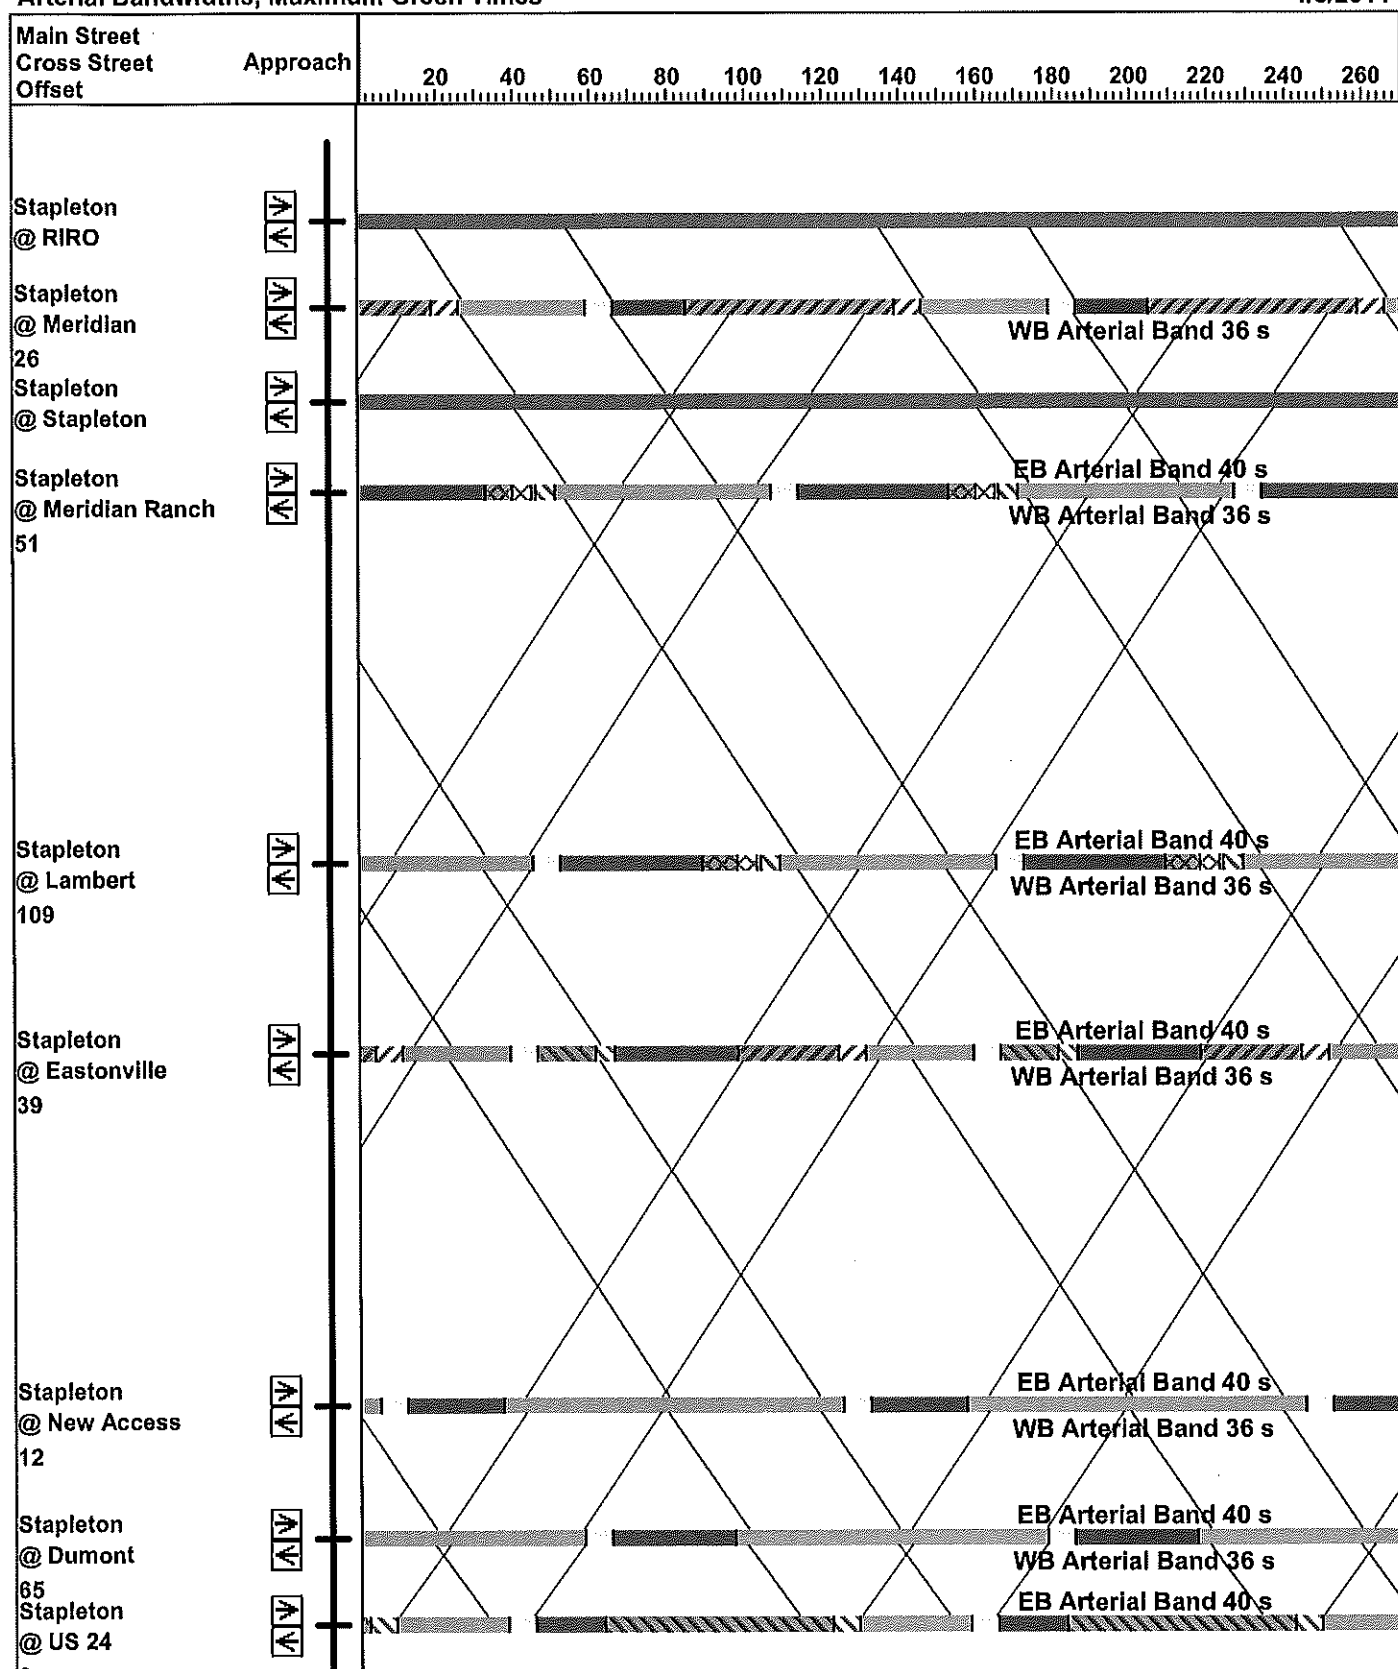 Arterial Bandwidths, Maximum Green Times
Main Street
Cross Street Approach
Offset
20 40 60 80 100 120 140 160 180 200 220 240 260
Stapleton
@ RIRO
Stapleton
@ Meridian
WB Arterial Band 36 s
26
Stapleton
@ Stapleton
EB Arterial Band 40 s
Stapleton
@ Meridian Ranch
WB Arterial Band 36 s
51
EB Arterial Band 40 s
Stapleton
@ Lambert
WB Arterial Band 36 s
109
EB Arterial Band 40 s
Stapleton
@ Eastonville
WB Arterial Band 36 s
39
EB Arterial Band 40 s
Stapleton
@ New Access
WB Arterial Band 36 s
12
EB Arterial Band 40 s
Stapleton
@ Dumont
WB Arterial Band 36 s
65
EB Arterial Band 40 s
Stapleton
@ US 24